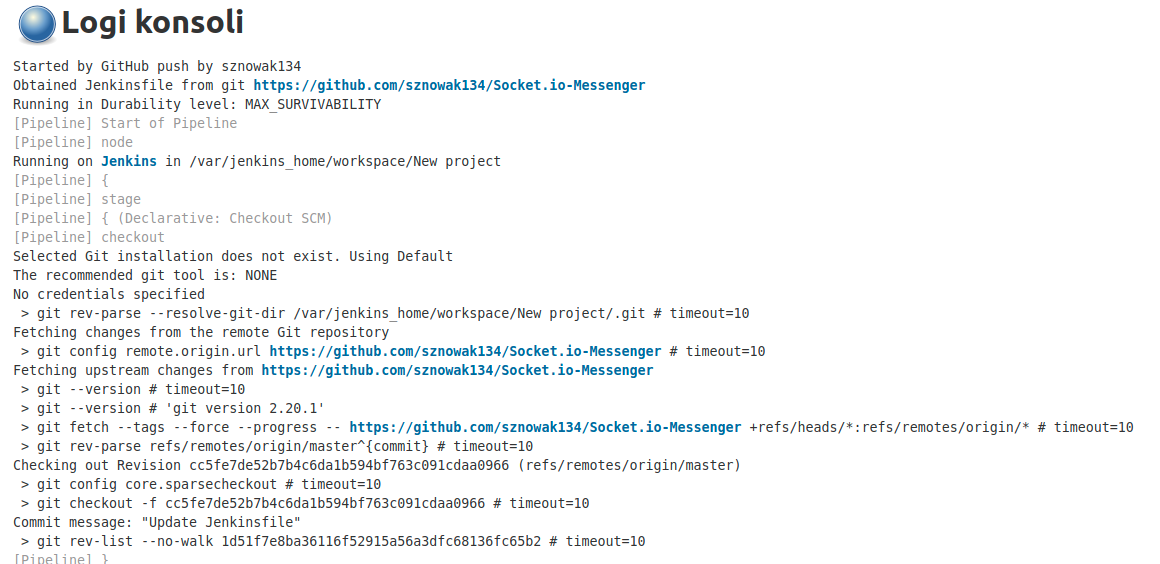 Logi konsoli
Started by GitHub push by sznowak134
Obtained Jenkinsfile from git https://github.com/sznowak134/Socket.io-Messenger
Running in Durability level: MAX_SURVIVABILITY
[Pipeline] Start of Pipeline
[Pipeline] node
Running on Jenkins in /var/jenkins_home/workspace/New project
[Pipeline] {
[Pipeline] stage
[Pipeline] { (Declarative: Checkout SCM)
[Pipeline] checkout
Selected Git installation does not exist. Using Default
The recommended git tool is: NONE
No credentials specified
 > git rev-parse --resolve-git-dir /var/jenkins_home/workspace/New project/.git # timeout=10
Fetching changes from the remote Git repository
 > git config remote.origin.url https://github.com/sznowak134/Socket.io-Messenger # timeout=10
Fetching upstream changes from https://github.com/sznowak134/Socket.io-Messenger
 > git --version # timeout=10
 > git --version # 'git version 2.20.1'
 > git fetch --tags --force --progress -- https://github.com/sznowak134/Socket.io-Messenger +refs/heads/*:refs/remotes/origin/* # timeout=10
 > git rev-parse refs/remotes/origin/master^{commit} # timeout=10
Checking out Revision cc5fe7de52b7b4c6da1b594bf763c091cdaa0966 (refs/remotes/origin/master)
 > git config core.sparsecheckout # timeout=10
 > git checkout -f cc5fe7de52b7b4c6da1b594bf763c091cdaa0966 # timeout=10
Commit message: "Update Jenkinsfile"
 > git rev-list --no-walk 1d51f7e8ba36116f52915a56a3dfc68136fc65b2 # timeout=10
[Pipeline] }